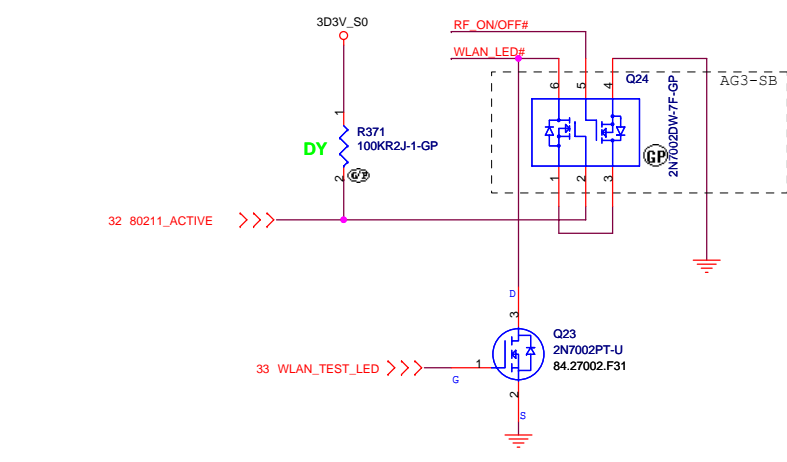 3D3V_S0
RF_ON/OFF#
WLAN_LED#
Q24
AG3-SB
6
5
4
2N7002DW-7F-GP
GP
1
R371
100KR2J-1-GP
DY
2
G/P
1
2
3
32 80211_ACTIVE
D
3
Q23
2N7002PT-U
84.27002.F31
33 WLAN_TEST_LED
1
G
2
S